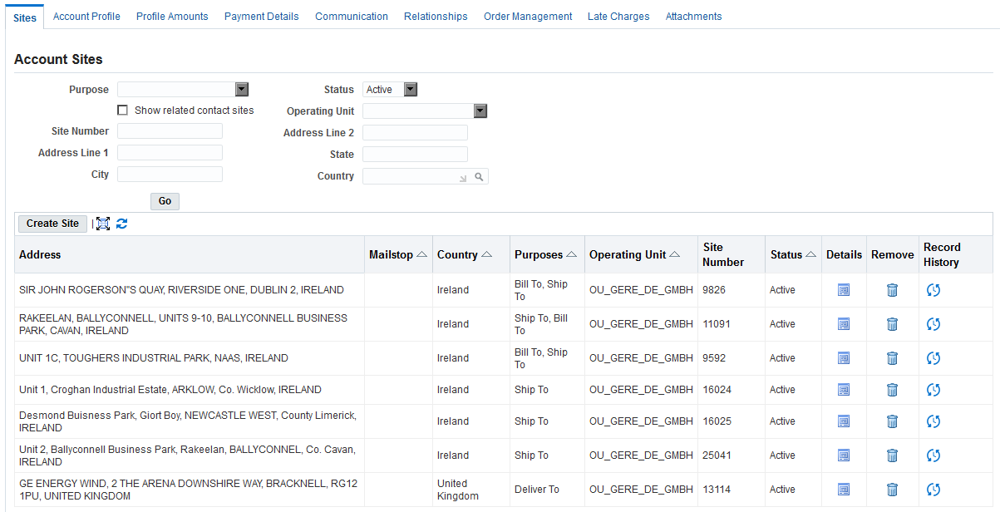 Sites Account Profile Profile Amounts Payment Details Communication Relationships Order Management Late Charges Attachments
Account Sites
Purpose Status Active
Show related contact sites Operating Unit
Site Number Address Line 2
Address Line 1 State
City Country
Go
Create Site
Address Mailstop Country Purposes Operating Unit Site Number Status Details Remove Record History
SIR JOHN ROGERSON"S QUAY, RIVERSIDE ONE, DUBLIN 2, IRELAND Ireland Bill To, Ship To OU_GERE_DE_GMBH 9826 Active
RAKEELAN, BALLYCONNELL, UNITS 9-10, BALLYCONNELL BUSINESS PARK, CAVAN, IRELAND Ireland Ship To, Bill To OU_GERE_DE_GMBH 11091 Active
UNIT 1C, TOUGHERS INDUSTRIAL PARK, NAAS, IRELAND Ireland Bill To, Ship To OU_GERE_DE_GMBH 9592 Active
Unit 1, Croghan Industrial Estate, ARKLOW, Co. Wicklow, IRELAND Ireland Ship To OU_GERE_DE_GMBH 16024 Active
Desmond Buisness Park, Giort Boy, NEWCASTLE WEST, County Limerick, IRELAND Ireland Ship To OU_GERE_DE_GMBH 16025 Active
Unit 2, Ballyconnell Business Park, Rakeelan, BALLYCONNEL, Co. Cavan, IRELAND Ireland Ship To OU_GERE_DE_GMBH 25041 Active
GE ENERGY WIND, 2 THE ARENA DOWNSHIRE WAY, BRACKNELL, RG12 1PU, UNITED KINGDOM United Kingdom Deliver To OU_GERE_DE_GMBH 13114 Active